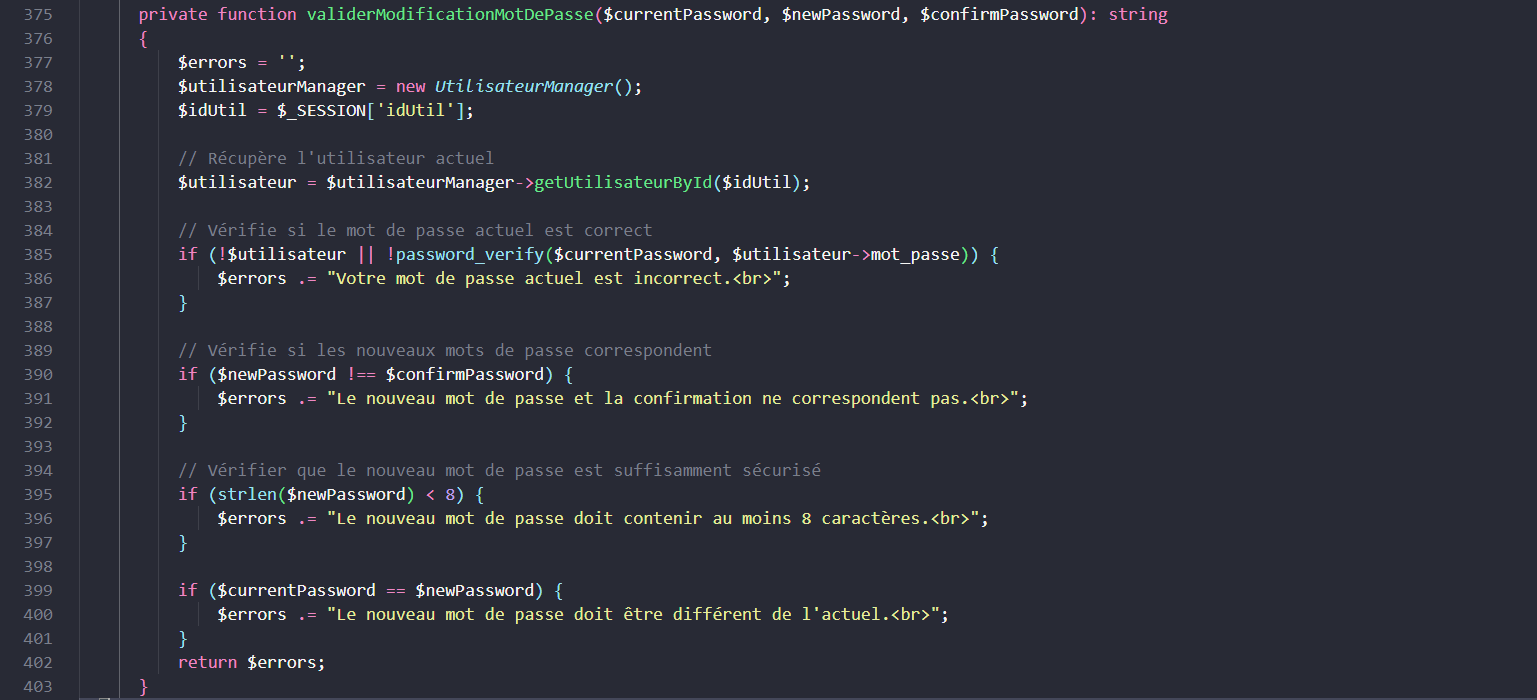 375 private function validerModificationMotDePasse($currentPassword, $newPassword, $confirmPassword): string
376 {
377 $errors = '';
378 $utilisateurManager = new UtilisateurManager();
379 $idUtil = $_SESSION['idUtil'];
380
381 // Récupère l'utilisateur actuel
382 $utilisateur = $utilisateurManager->getUtilisateurById($idUtil);
383
384 // Vérifie si le mot de passe actuel est correct
385 if (!$utilisateur || !password_verify($currentPassword, $utilisateur->mot_passe)) {
386 $errors .= "Votre mot de passe actuel est incorrect.<br>";
387 }
388
389 // Vérifie si les nouveaux mots de passe correspondent
390 if ($newPassword !== $confirmPassword) {
391 $errors .= "Le nouveau mot de passe et la confirmation ne correspondent pas.<br>";
392 }
393
394 // Vérifier que le nouveau mot de passe est suffisamment sécurisé
395 if (strlen($newPassword) < 8) {
396 $errors .= "Le nouveau mot de passe doit contenir au moins 8 caractères.<br>";
397 }
398
399 if ($currentPassword == $newPassword) {
400 $errors .= "Le nouveau mot de passe doit être différent de l'actuel.<br>";
401 }
402 return $errors;
403 }